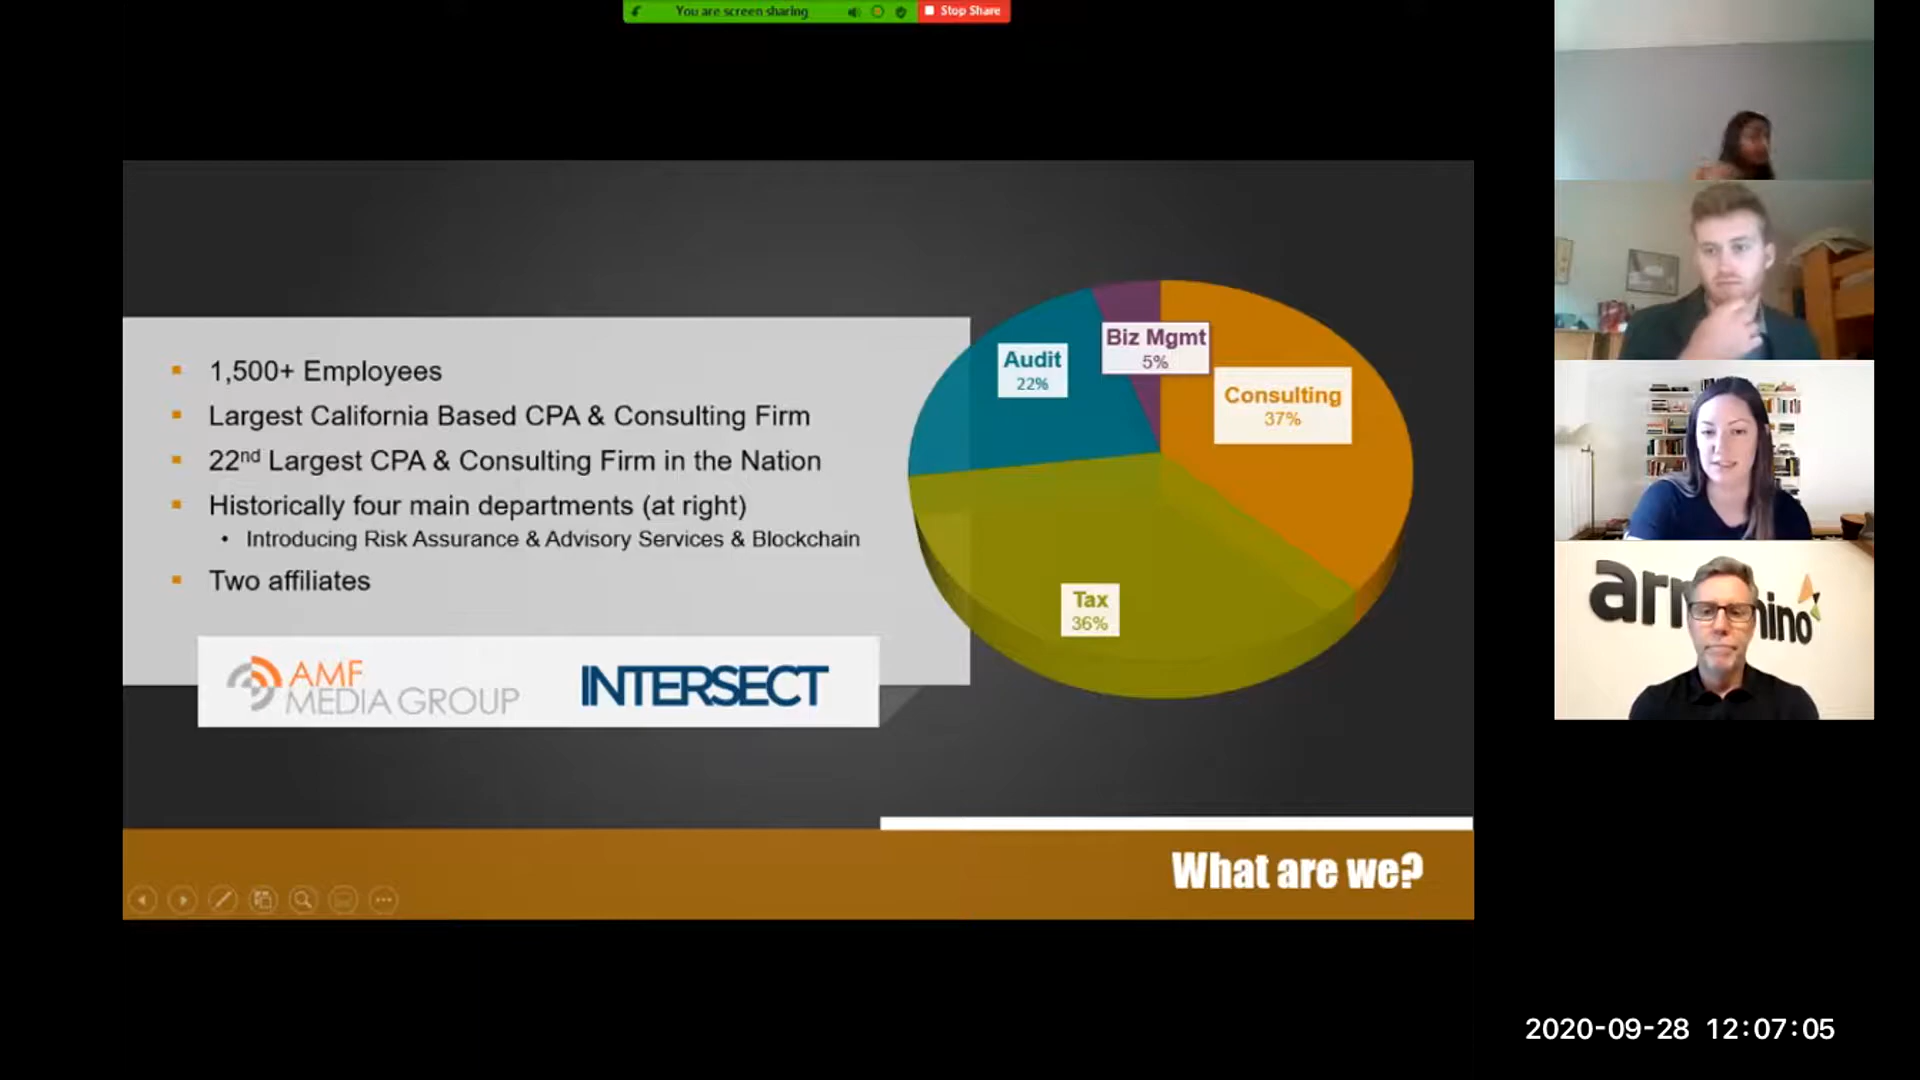 You are screen sharing
Stop Share
1,500+ Employees
Largest California Based CPA & Consulting Firm
22nd Largest CPA & Consulting Firm in the Nation
Historically four main departments (at right)
Introducing Risk Assurance & Advisory Services & Blockchain
Two affiliates
AMF
MEDIA GROUP
INTERSECT
Audit
22%
Biz Mgmt
5%
Consulting
37%
Tax
36%
What are we?
2020-09-28 12:07:05